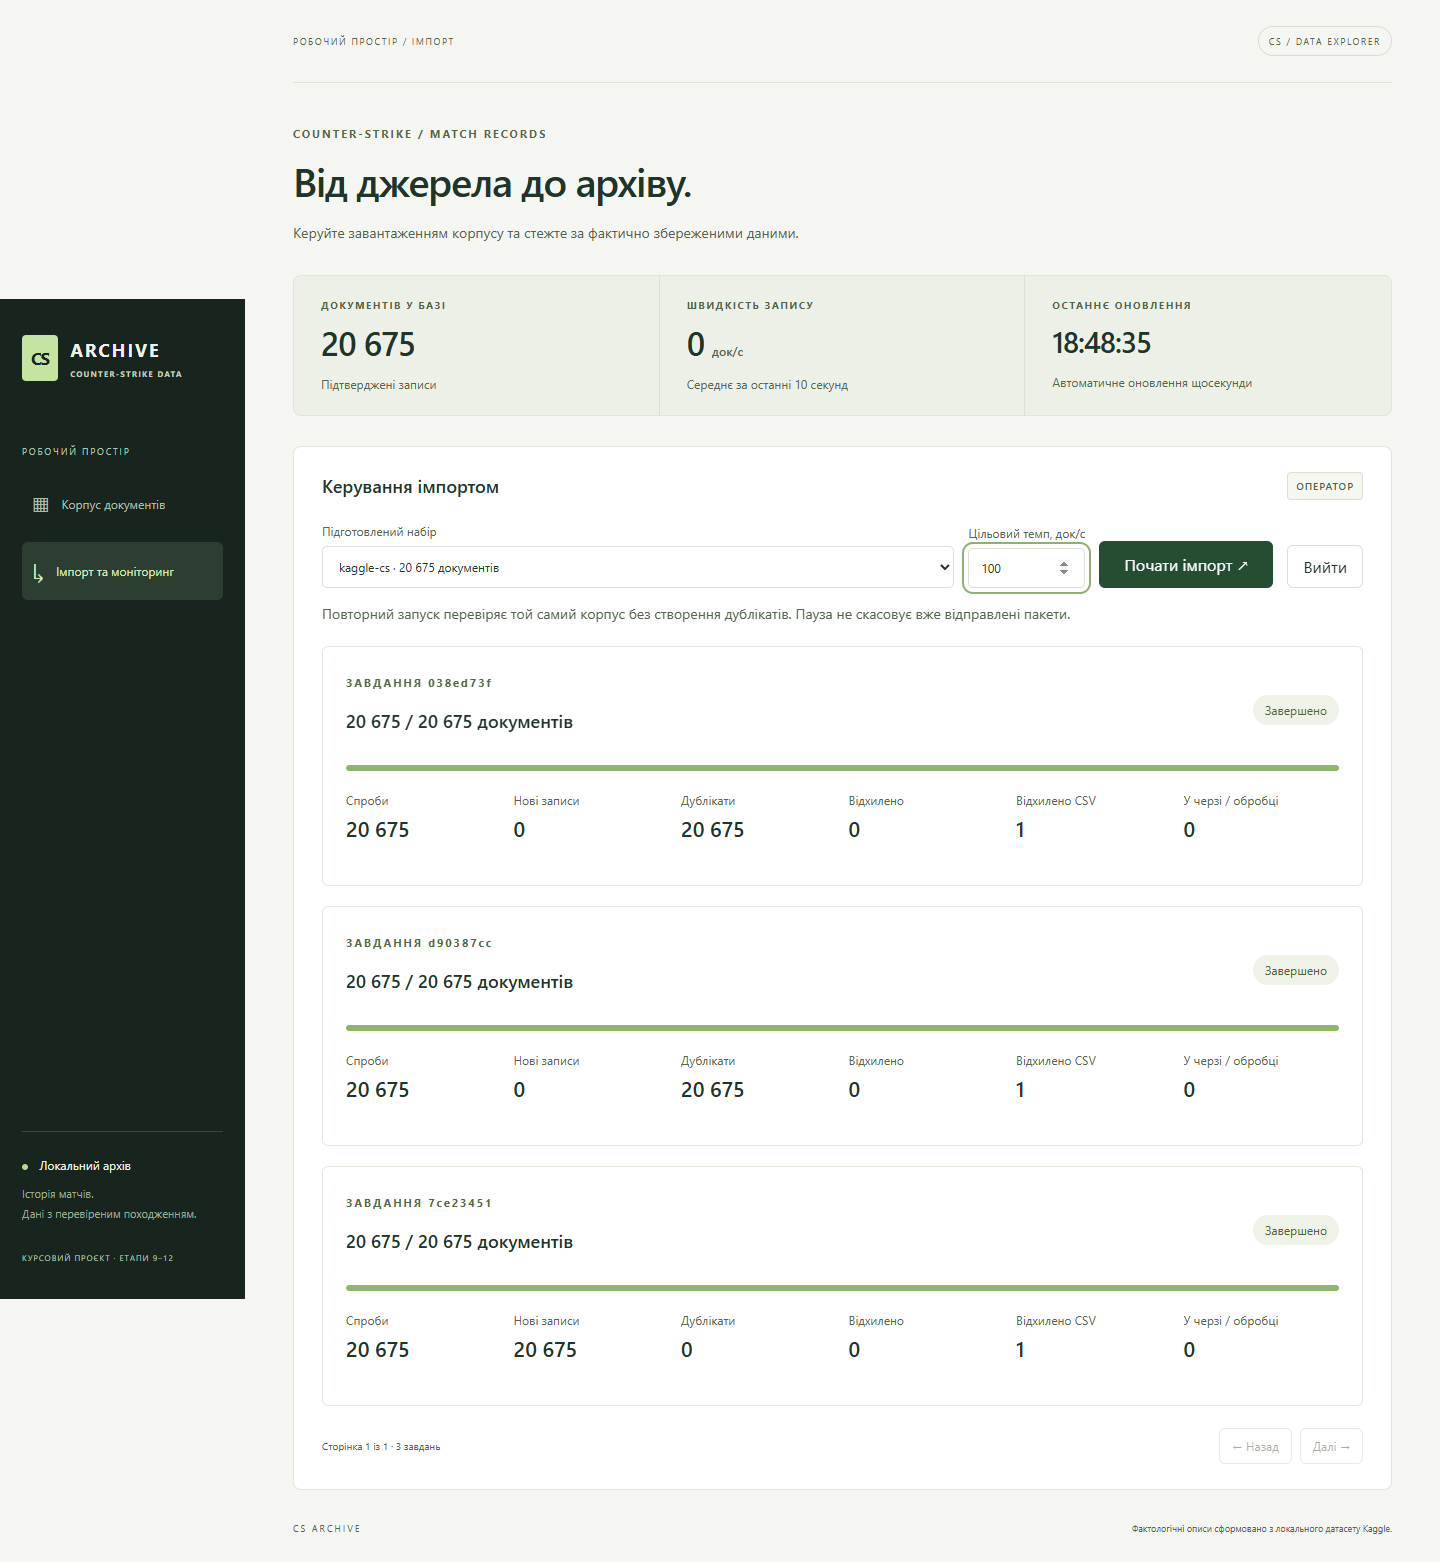 РОБОЧИЙ ПРОСТІР / ІМПОРТ
CS / DATA EXPLORER
COUNTER-STRIKE / MATCH RECORDS
Від джерела до архіву.
Керуйте завантаженням корпусу та стежте за фактично збереженими даними.
ДОКУМЕНТІВ У БАЗІ
20 675
Підтверджені записи
ШВИДКІСТЬ ЗАПИСУ
0 док/с
Середнє за останні 10 секунд
ОСТАННЄ ОНОВЛЕННЯ
18:48:35
Автоматичне оновлення щосекунди
CS
ARCHIVE
COUNTER-STRIKE DATA
РОБОЧИЙ ПРОСТІР
Корпус документів
Імпорт та моніторинг
Локальний архів
Історія матчів.
Дані з перевіреним походженням.
КУРСОВИЙ ПРОЄКТ · ЕТАПИ 9–12
Керування імпортом
ОПЕРАТОР
Підготовлений набір
kaggle-cs · 20 675 документів
Цільовий темп, док/с
100
Почати імпорт ↗
Вийти
Повторний запуск перевіряє той самий корпус без створення дублікатів. Пауза не скасовує вже відправлені пакети.
ЗАВДАННЯ 038ed73f
20 675 / 20 675 документів
Завершено
Спроби
20 675
Нові записи
0
Дублікати
20 675
Відхилено
0
Відхилено CSV
1
У черзі / обробці
0
ЗАВДАННЯ d90387cc
20 675 / 20 675 документів
Завершено
Спроби
20 675
Нові записи
0
Дублікати
20 675
Відхилено
0
Відхилено CSV
1
У черзі / обробці
0
ЗАВДАННЯ 7ce23451
20 675 / 20 675 документів
Завершено
Спроби
20 675
Нові записи
20 675
Дублікати
0
Відхилено
0
Відхилено CSV
1
У черзі / обробці
0
Сторінка 1 із 1 · 3 завдань
← Назад
Далі →
CS ARCHIVE
Фактологічні описи сформовано з локального датасету Kaggle.